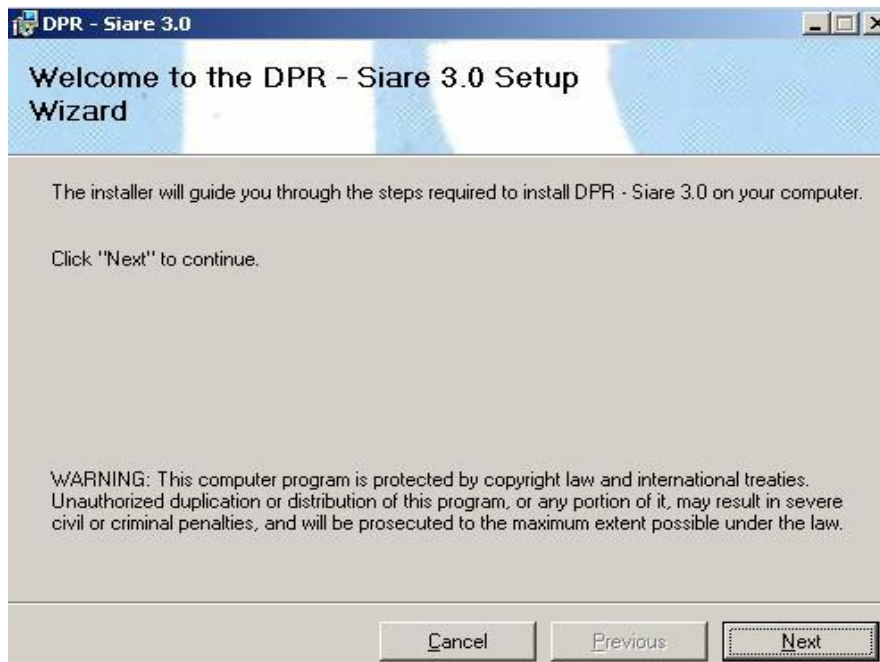 DPR - Siare 3.0
Welcome to the DPR - Siare 3.0 Setup
Wizard
The installer will guide you through the steps required to install DPR - Siare 3.0 on your computer.
Click "Next" to continue.
WARNING: This computer program is protected by copyright law and international treaties.
Unauthorized duplication or distribution of this program, or any portion of it, may result in severe
civil or criminal penalties, and will be prosecuted to the maximum extent possible under the law.
Cancel Previous Next